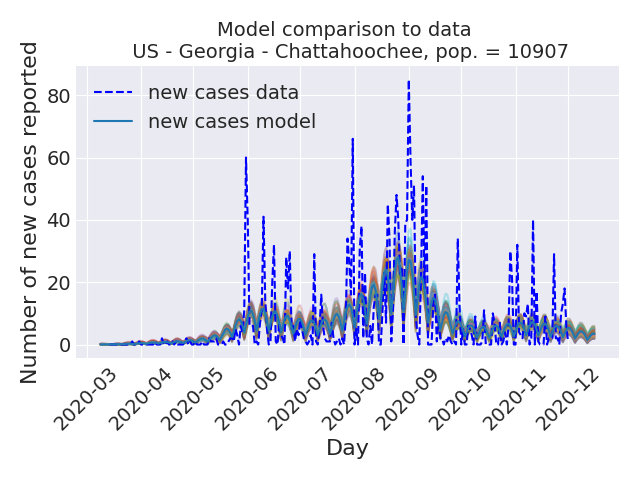 Model comparison to data
US - Georgia - Chattahoochee, pop. = 10907
Number of new cases reported
new cases data
new cases model
80
60
40
20
0
2020-03
2020-04
2020-05
2020-06
2020-07
2020-08
2020-09
2020-10
2020-11
2020-12
Day